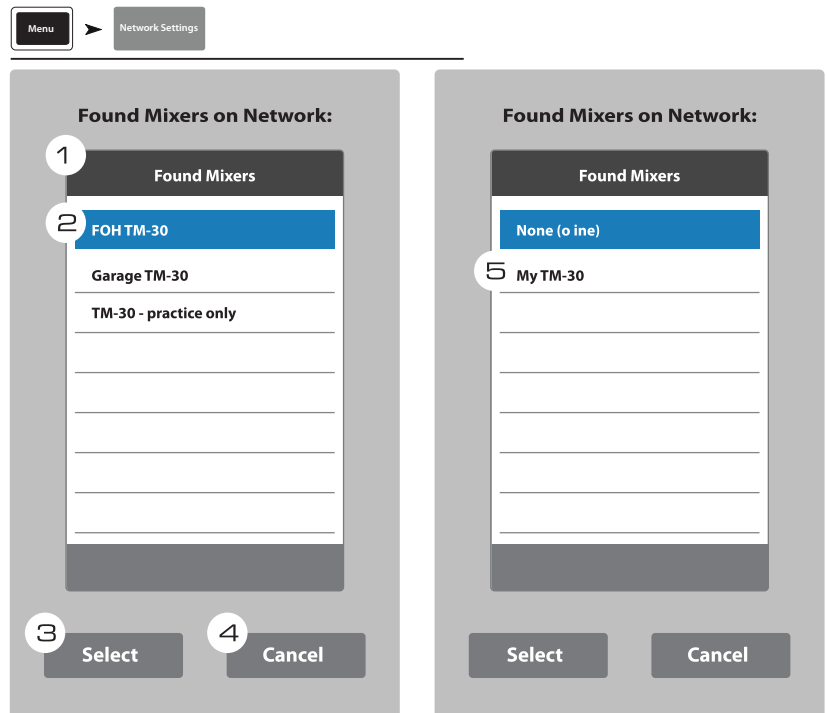 Menu
Network Settings
Found Mixers on Network:
1
Found Mixers
2
FOH TM-30
Garage TM-30
TM-30 - practice only
3
Select
4
Cancel
Found Mixers on Network:
Found Mixers
None (o ine)
5
My TM-30
Select
Cancel